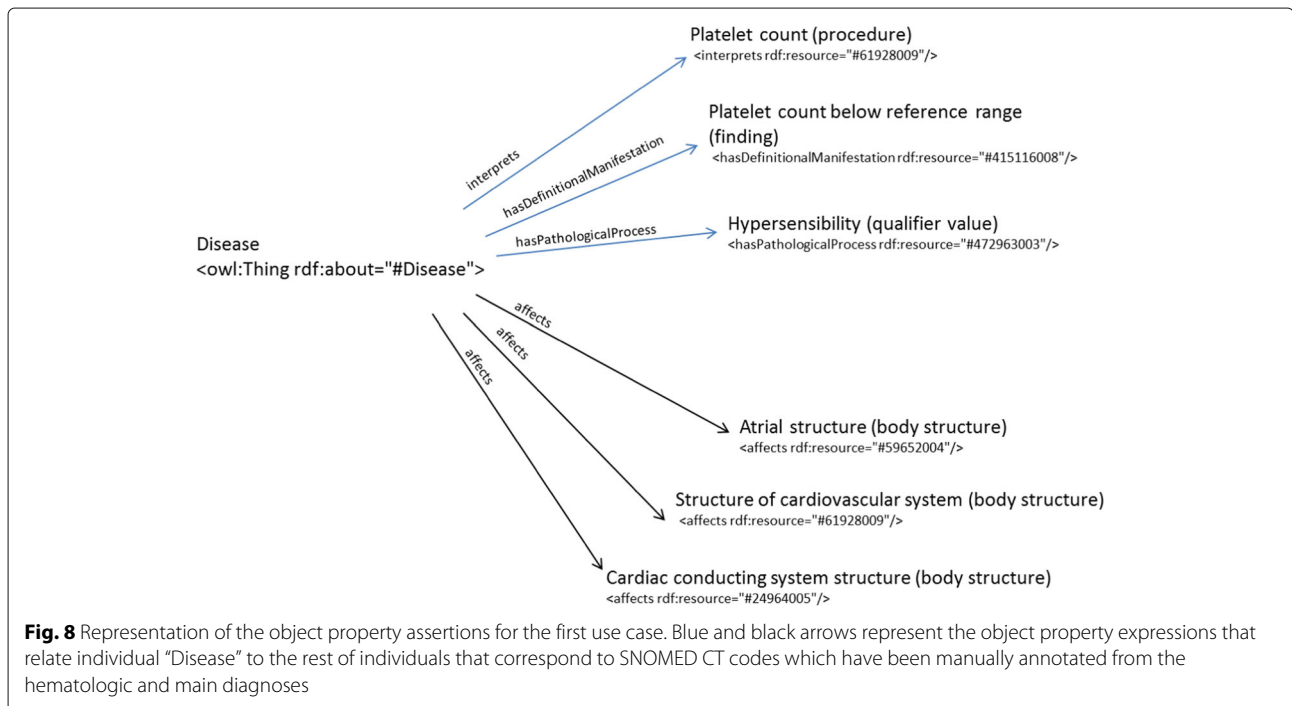 Platelet count (procedure)
<interprets rdf:resource="#61928009"/>
Platelet count below reference range
(finding)
<hasDefinitionalManifestation rdf:resource="#415116008"/>
interprets
hasDefinitionalManifestation
hasPathologicalProcess
Hypersensibility (qualifier value)
<hasPathologicalProcess rdf:resource="#472963003"/>
Disease
<owl:Thing rdf:about="#Disease">
affects
affects
affects
Atrial structure (body structure)
<affects rdf:resource="#59652004"/>
Structure of cardiovascular system (body structure)
<affects rdf:resource="#61928009"/>
Cardiac conducting system structure (body structure)
<affects rdf:resource="#24964005"/>
Fig. 8 Representation of the object property assertions for the first use case. Blue and black arrows represent the object property expressions that
relate individual “Disease” to the rest of individuals that correspond to SNOMED CT codes which have been manually annotated from the
hematologic and main diagnoses